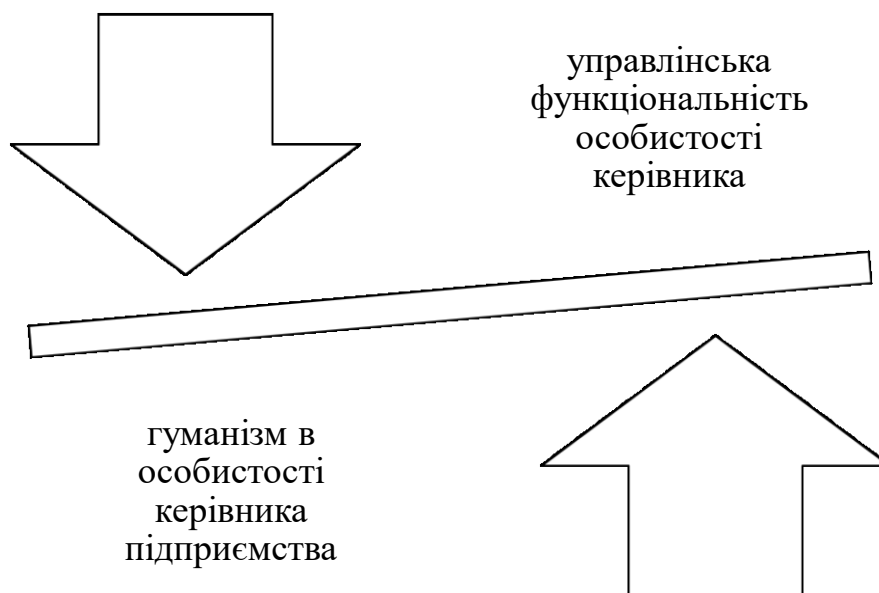 управлінська
функціональність
особистості
керівника
гуманізм в
особистості
керівника
підприємства